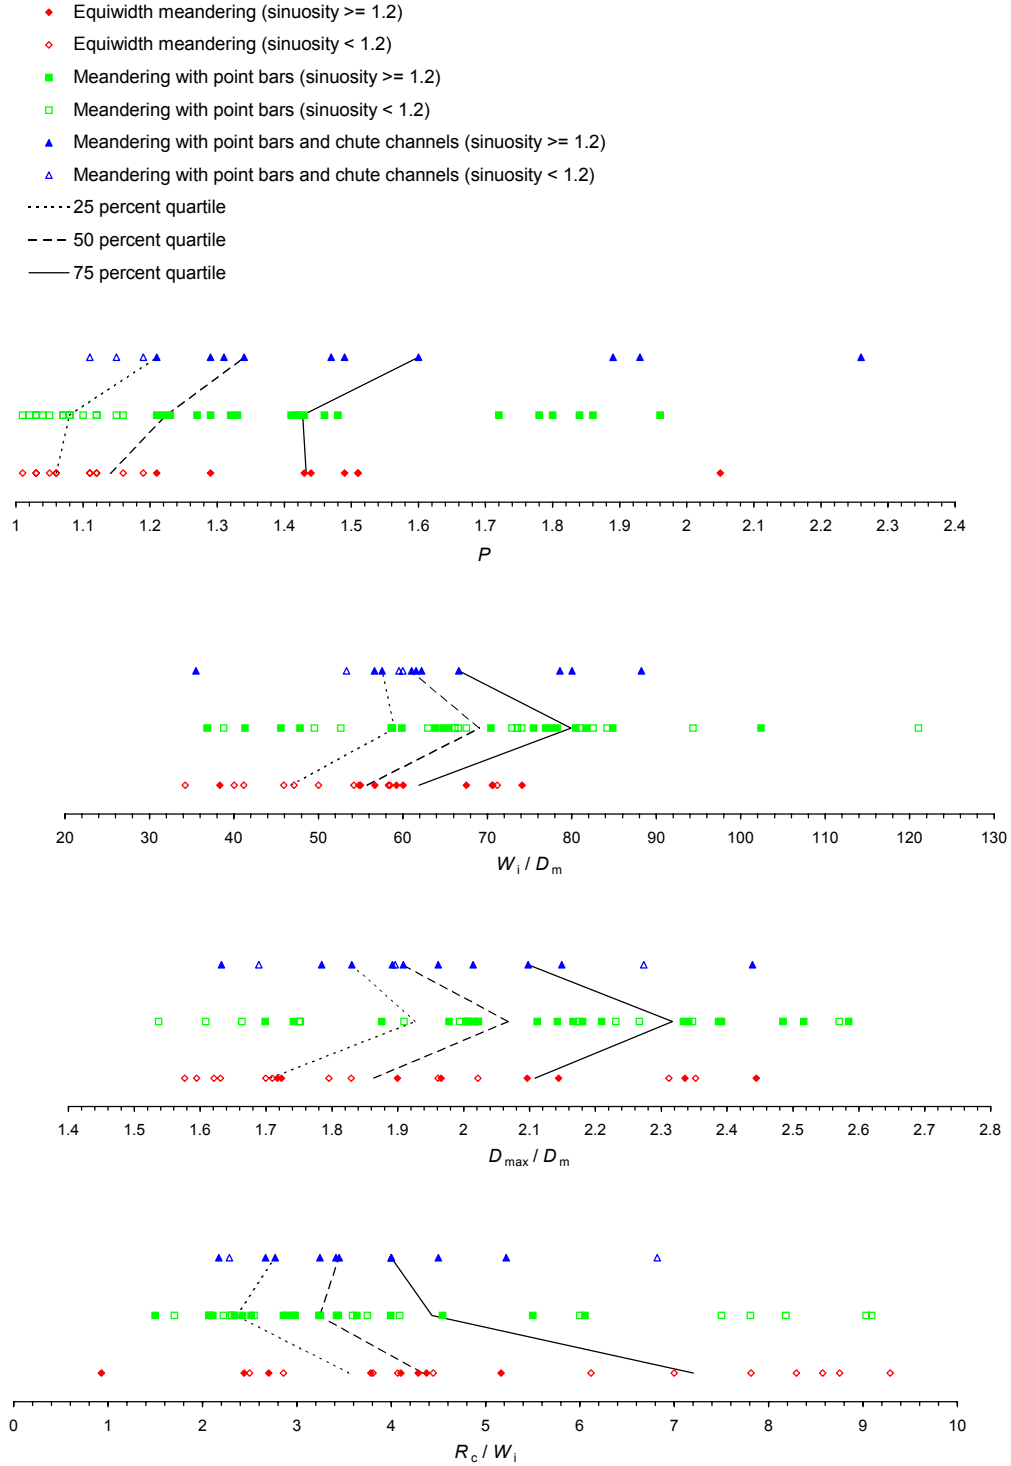 Equiwidth meandering (sinuosity >= 1.2)
Equiwidth meandering (sinuosity < 1.2)
Meandering with point bars (sinuosity >= 1.2)
Meandering with point bars (sinuosity < 1.2)
Meandering with point bars and chute channels (sinuosity >= 1.2)
Meandering with point bars and chute channels (sinuosity < 1.2)
25 percent quartile
50 percent quartile
75 percent quartile
1 1.1 1.2 1.3 1.4 1.5 1.6 1.7 1.8 1.9 2 2.1 2.2 2.3 2.4
P
20 30 40 50 60 70 80 90 100 110 120 130
W i / D m
1.4 1.5 1.6 1.7 1.8 1.9 2 2.1 2.2 2.3 2.4 2.5 2.6 2.7 2.8
D max / D m
0 1 2 3 4 5 6 7 8 9 10
R c / W i